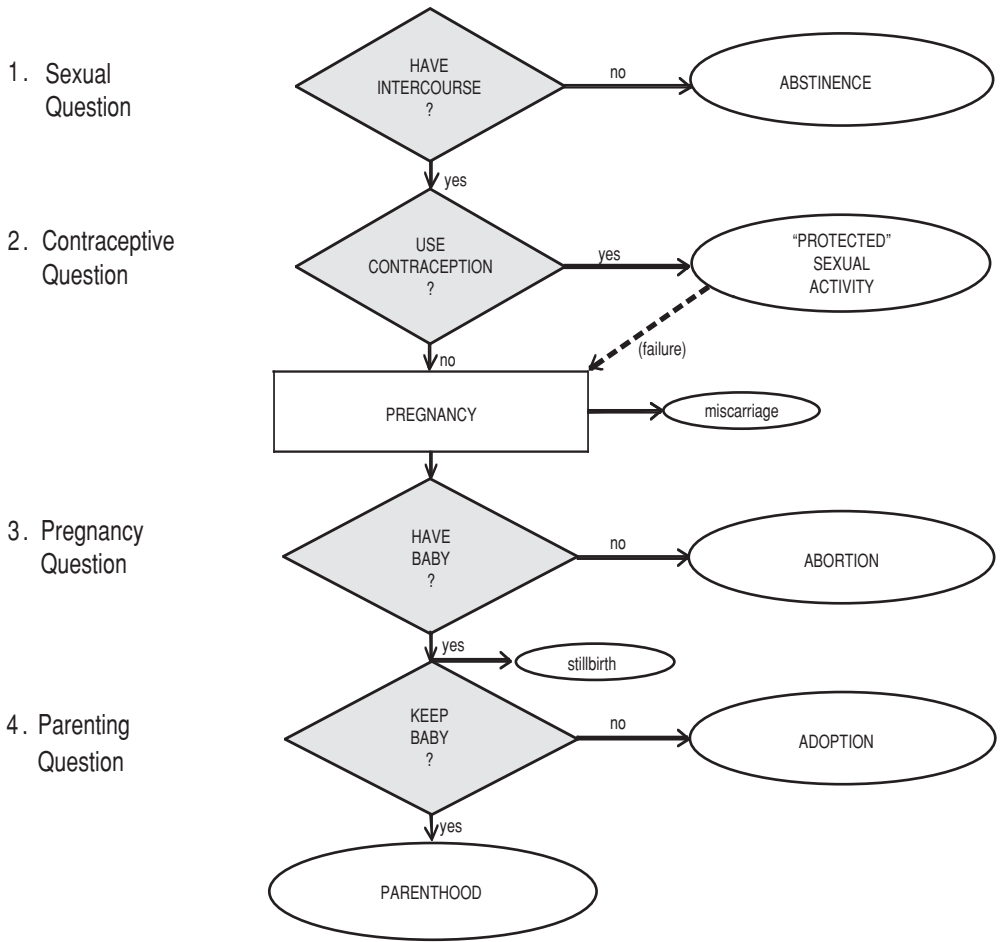 1. Sexual
Question
HAVE
INTERCOURSE
?
no
ABSTINENCE
yes
2. Contraceptive
Question
USE
CONTRACEPTION
?
yes
“PROTECTED”
SEXUAL
ACTIVITY
(failure)
no
PREGNANCY
miscarriage
3. Pregnancy
Question
HAVE
BABY
?
no
ABORTION
yes
stillbirth
4. Parenting
Question
KEEP
BABY
?
no
ADOPTION
yes
PARENTHOOD